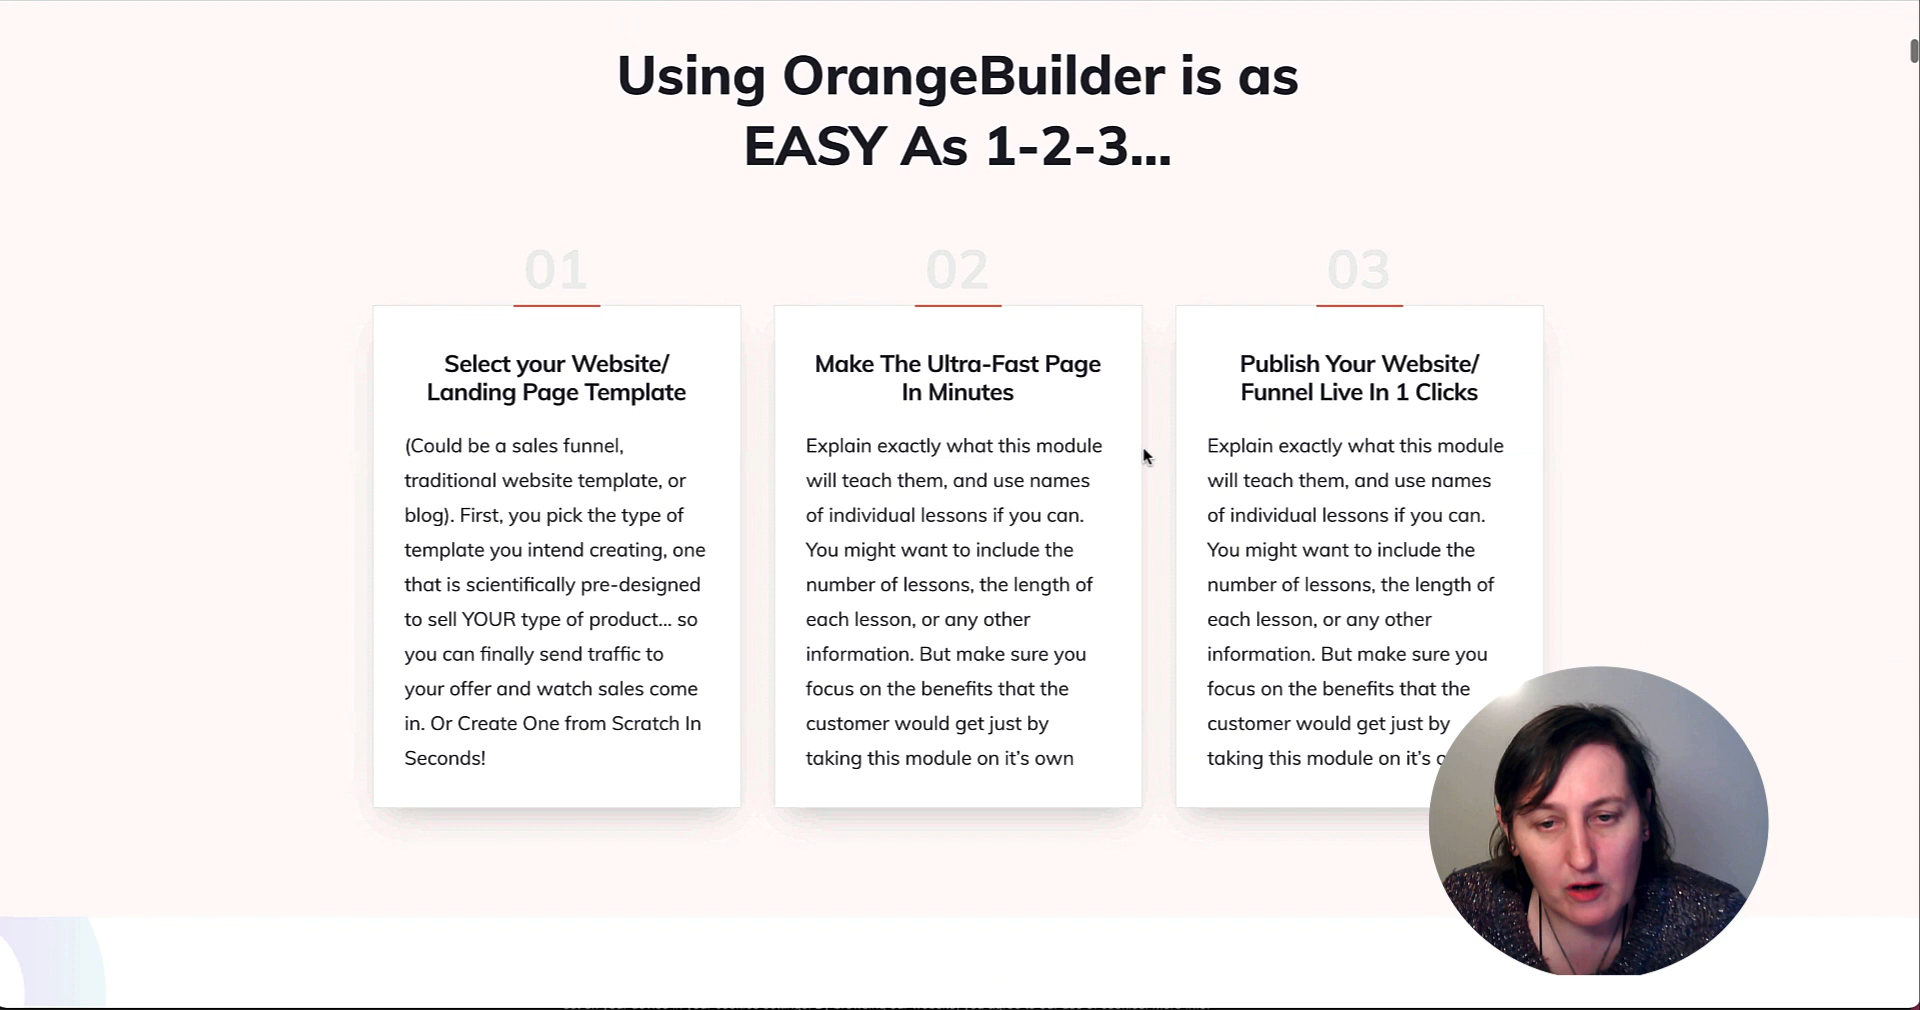 Using OrangeBuilder is as
EASY As 1-2-3...
01
Select your Website/
Landing Page Template
(Could be a sales funnel,
traditional website template, or
blog). First, you pick the type of
template you intend creating, one
that is scientifically pre-designed
to sell YOUR type of product... so
you can finally send traffic to
your offer and watch sales come
in. Or Create One from Scratch In
Seconds!
02
Make The Ultra-Fast Page
In Minutes
Explain exactly what this module
will teach them, and use names
of individual lessons if you can.
You might want to include the
number of lessons, the length of
each lesson, or any other
information. But make sure you
focus on the benefits that the
customer would get just by
taking this module on it’s own
03
Publish Your Website/
Funnel Live In 1 Clicks
Explain exactly what this module
will teach them, and use names
of individual lessons if you can.
You might want to include the
number of lessons, the length of
each lesson, or any other
information. But make sure you
focus on the benefits that the
customer would get just by
taking this module on it’s